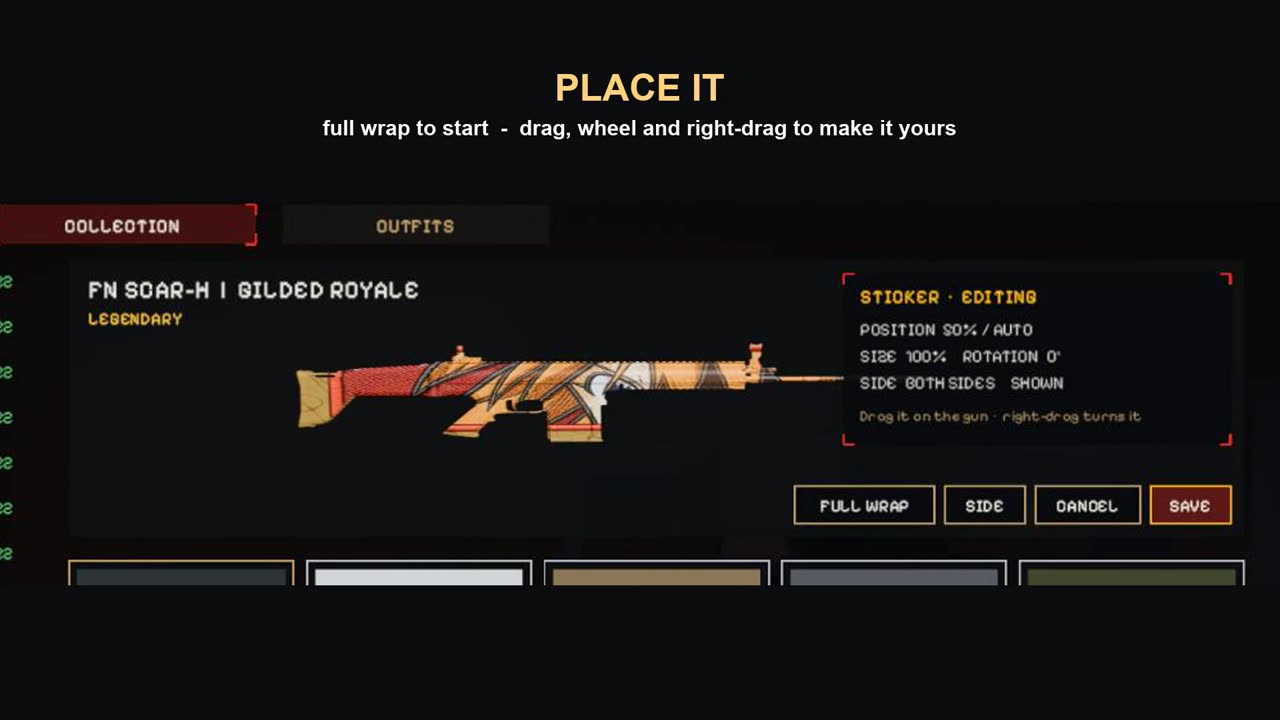 PLACE IT
full wrap to start - drag, wheel and right-drag to make it yours
COLLECTION
OUTFITS
FN SCAR-H | GILDED ROYALE
LEGENDARY
STICKER · EDITING
POSITION 50% / AUTO
SIZE 100% ROTATION 0°
SIDE BOTH SIDES SHOWN
Drag it on the gun · right-drag turns it
FULL WRAP
SIDE
CANCEL
SAVE